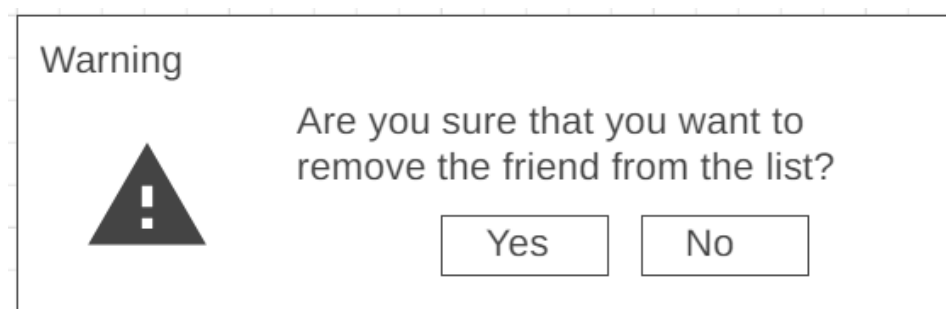 Warning
Are you sure that you want to
remove the friend from the list?
Yes No